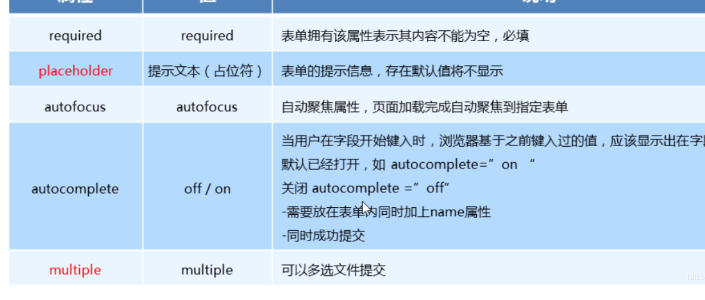 属性 值 说明
required required 表单拥有该属性表示其内容不能为空，必填
placeholder 提示文本（占位符） 表单的提示信息，存在默认值将不显示
autofocus autofocus 自动聚焦属性，页面加载完成自动聚焦到指定表单
当用户在字段开始键入时，浏览器基于之前键入过的值，应该显示出在字段
默认已经打开，如 autocomplete=”on “
autocomplete off / on 关闭 autocomplete =”off“
-需要放在表单内同时加上name属性
-同时成功提交
multiple multiple 可以多选文件提交